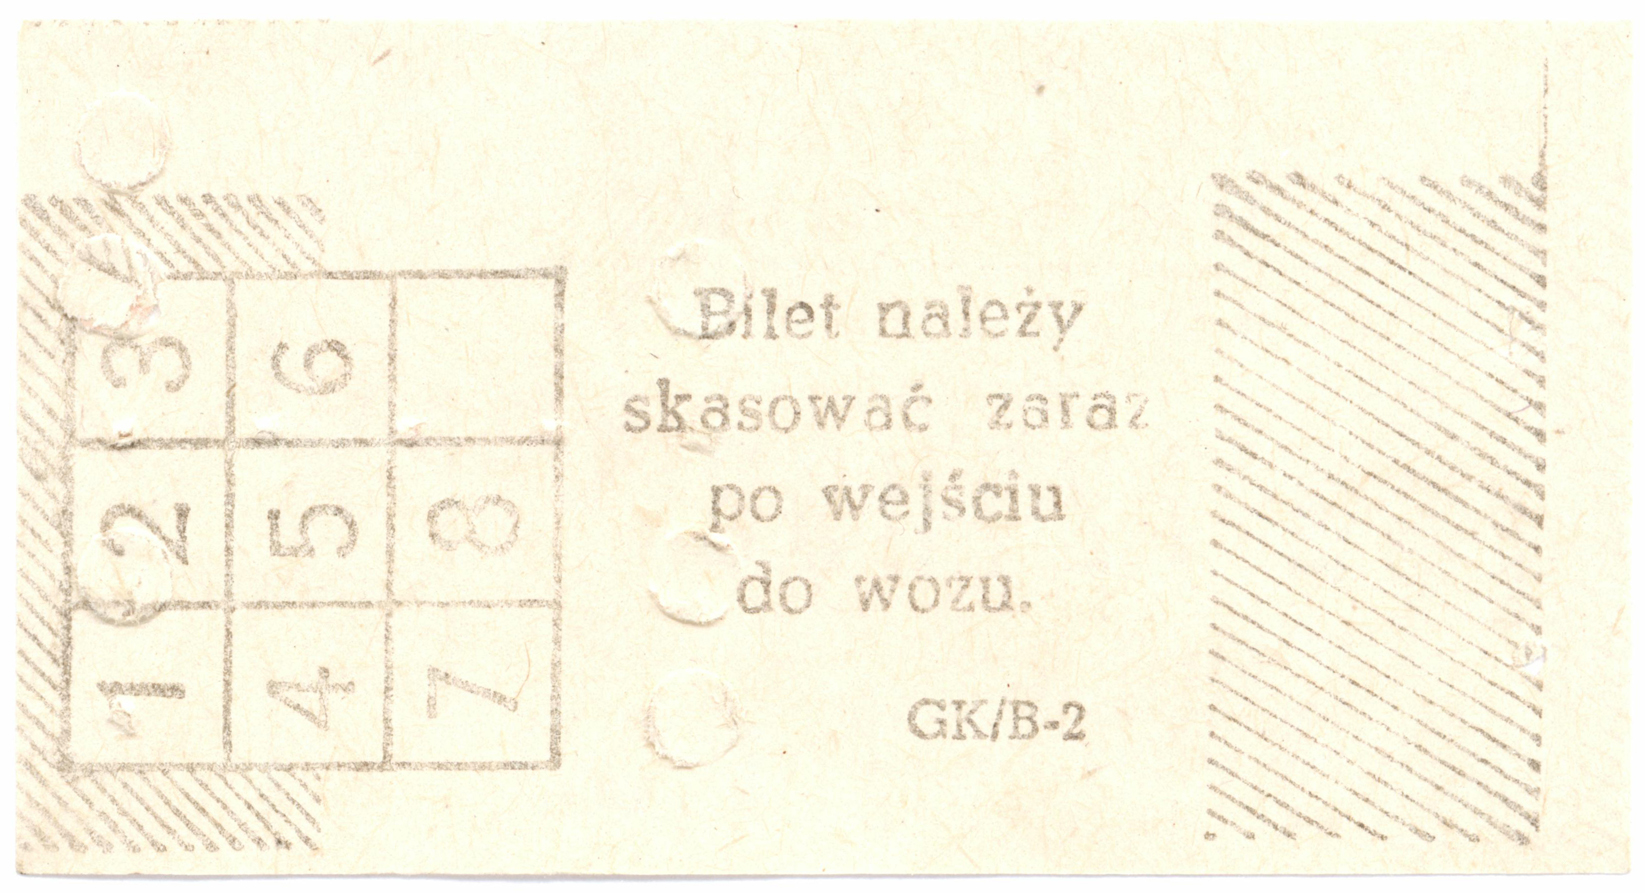 3 6
2 5 8
1 4 7
Bilet należy
skasować zaraz
po wejściu
do wozu.
GK/B-2